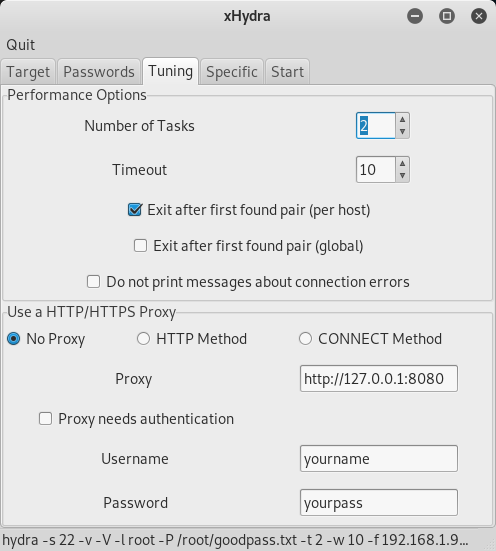 xHydra
Quit
Target Passwords Tuning Specific Start
Performance Options
Number of Tasks 2
Timeout 10
Exit after first found pair (per host)
Exit after first found pair (global)
Do not print messages about connection errors
Use a HTTP/HTTPS Proxy
No Proxy HTTP Method CONNECT Method
Proxy http://127.0.0.1:8080
Proxy needs authentication
Username yourname
Password yourpass
hydra -s 22 -v -V -l root -P /root/goodpass.txt -t 2 -w 10 -f 192.168.1.9...